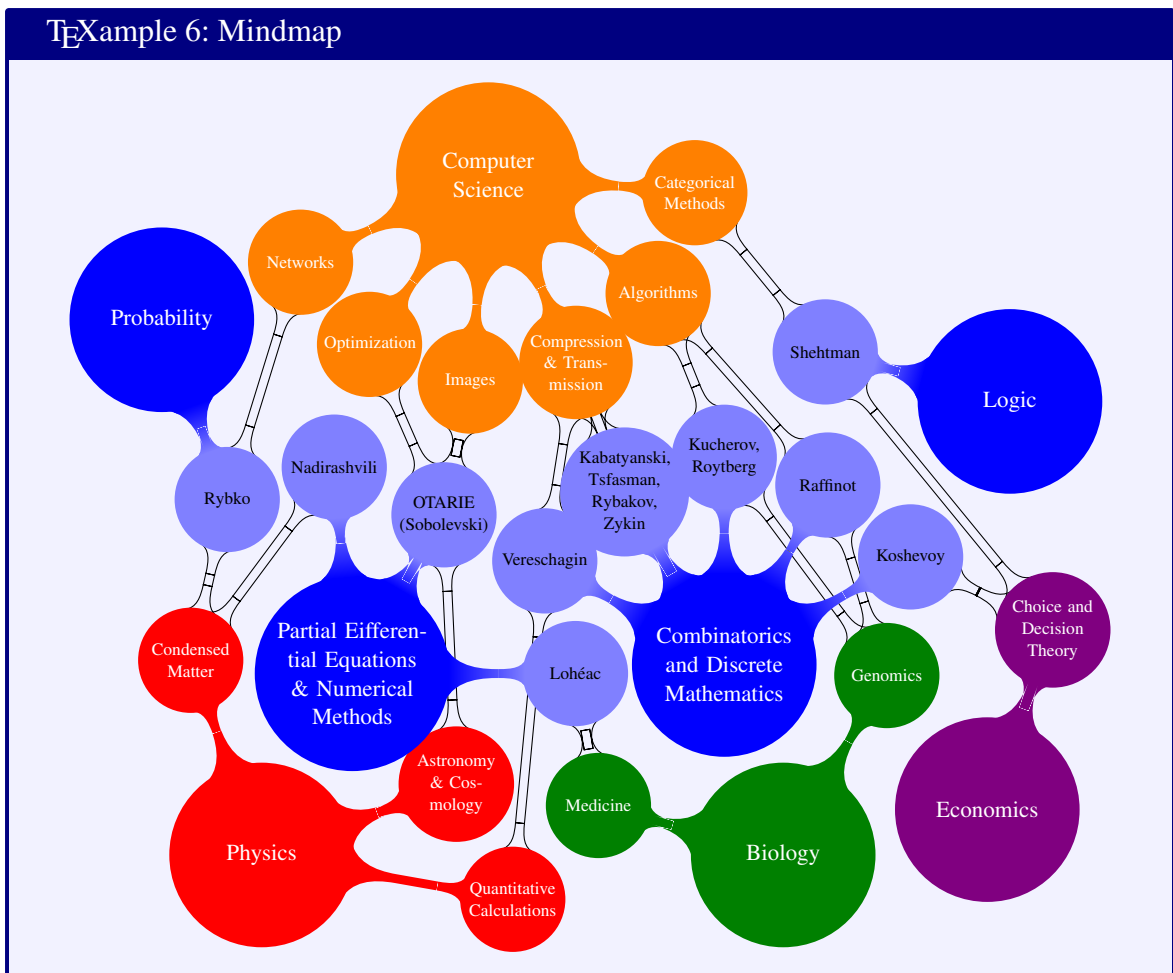 TEXample 6: Mindmap
Computer
Science
Categorical
Methods
Networks
Algorithms
Probability
Optimization
Images
Compression
& Trans-
mission
Shehtman
Logic
Nadirashvili
Rybko
OTARIE
(Sobolevski)
Kabatyanski,
Tsfasman,
Rybakov,
Zykin
Kucherov,
Roytberg
Raffinot
Vereschagin
Koshevoy
Choice and
Decision
Theory
Condensed
Matter
Partial Eifferen-
tial Equations
& Numerical
Methods
Lohéac
Combinatorics
and Discrete
Mathematics
Genomics
Astronomy
& Cos-
mology
Medicine
Economics
Physics
Biology
Quantitative
Calculations